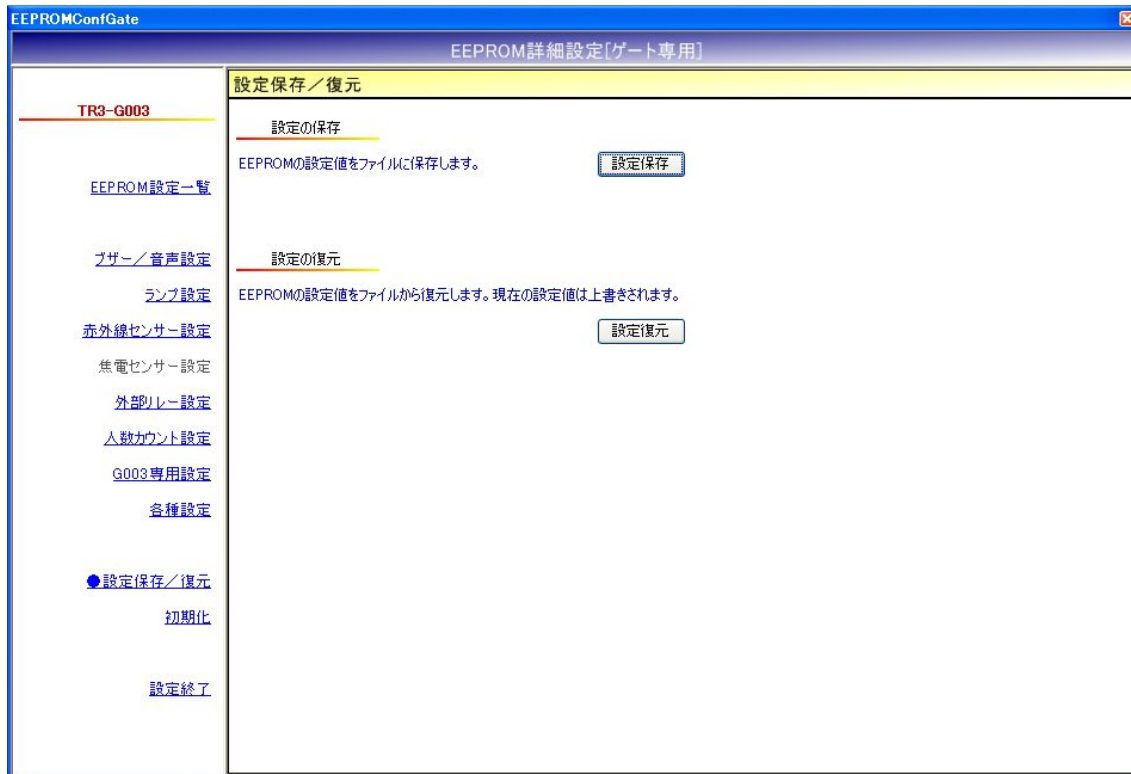 EEPROMConfGate
EEPROM詳細設定[ゲート専用]
TR3-G003
EEPROM設定一覧
ブザー／音声設定
ランプ設定
赤外線センサー設定
焦電センサー設定
外部リレー設定
人数カウント設定
G003専用設定
各種設定
●設定保存／復元
初期化
設定終了
設定保存／復元
設定の保存
EEPROMの設定値をファイルに保存します。
設定保存
設定の復元
EEPROMの設定値をファイルから復元します。現在の設定値は上書きされます。
設定復元